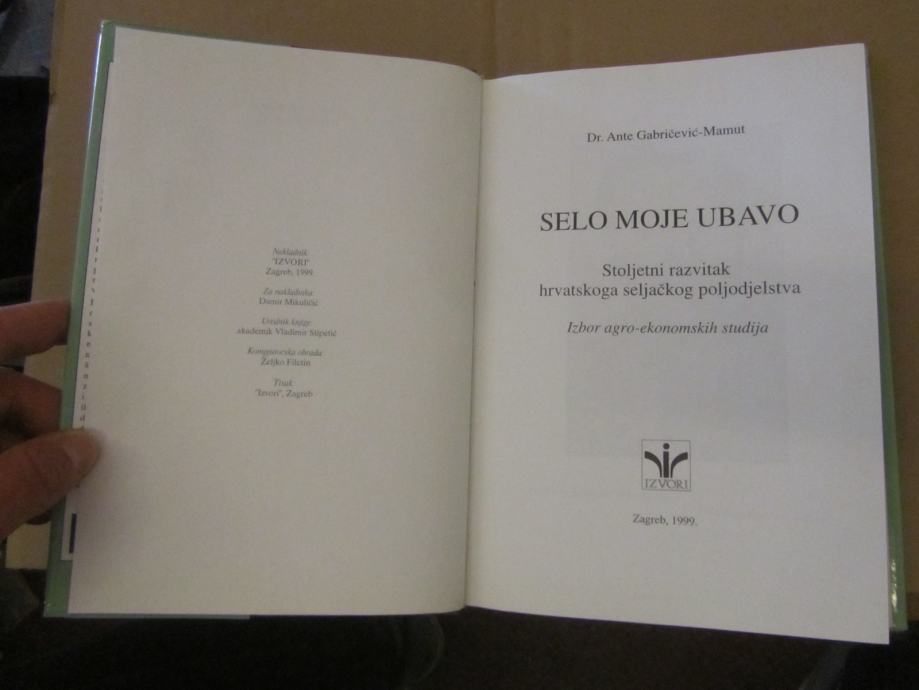 Nakladnik:
"IZVORI"
Zagreb, 1999.
Za nakladnika:
Damir Mikuličić
Urednik knjige:
akademik Vladimir Stipetić
Kompjutorska obrada:
Željko Filetin
Tisak:
"Izvori", Zagreb
Dr. Ante Gabričević-Mamut
SELO MOJE UBAVO
Stoljetni razvitak
hrvatskoga seljačkog poljodjelstva
Izbor agro-ekonomskih studija
IZVORI
Zagreb, 1999.